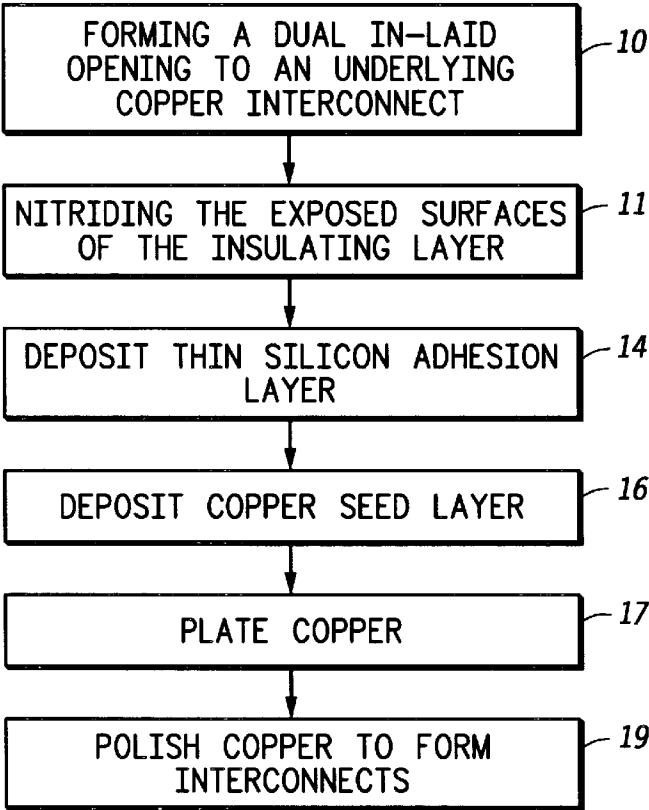 FORMING A DUAL IN-LAID
OPENING TO AN UNDERLYING
COPPER INTERCONNECT
10
NITRIDING THE EXPOSED SURFACES
OF THE INSULATING LAYER
11
DEPOSIT THIN SILICON ADHESION
LAYER
14
DEPOSIT COPPER SEED LAYER
16
PLATE COPPER
17
POLISH COPPER TO FORM
INTERCONNECTS
19